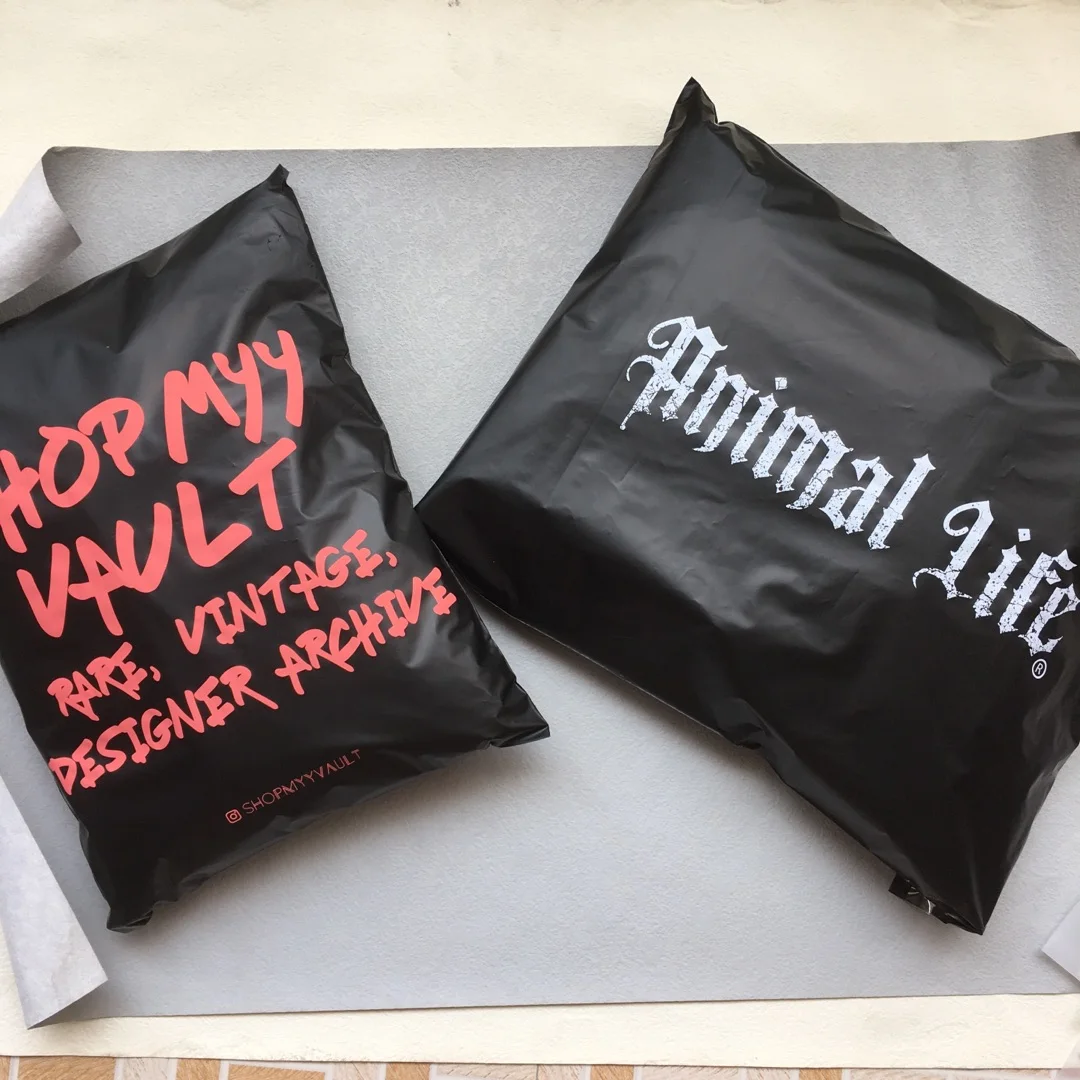 HOP MYY
VAULT
RARE, VINTAGE,
DESIGNER ARCHIVE
SHOPMYYVAULT
Animal Life
®